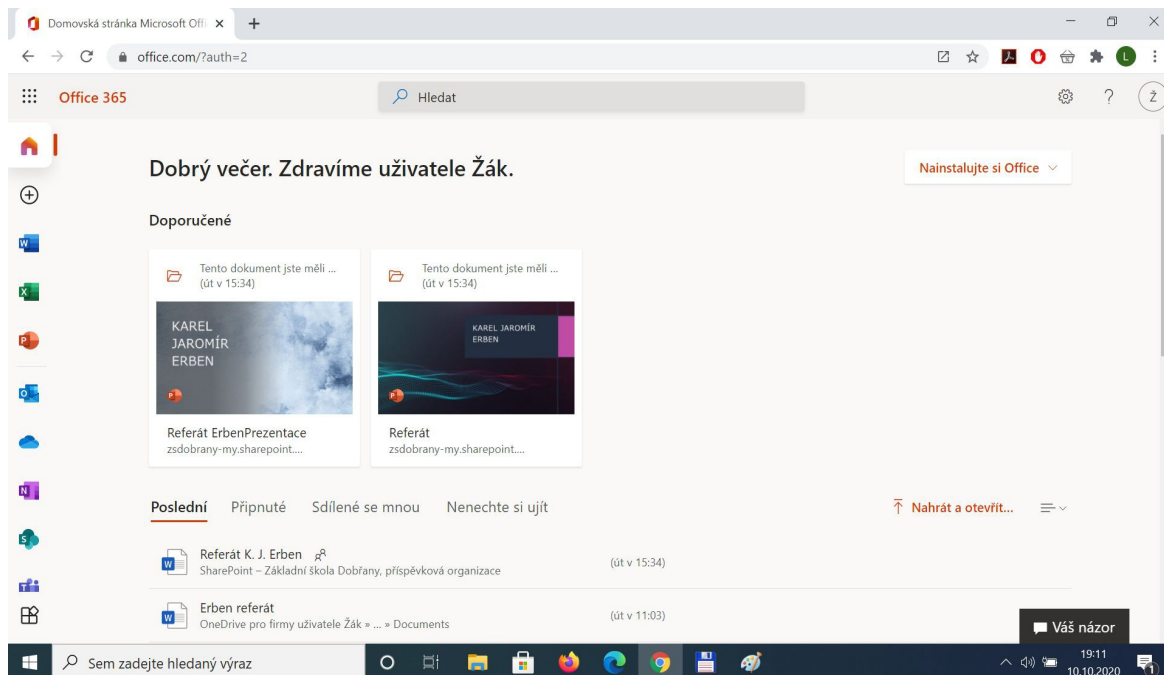 Domovská stránka Microsoft Offi
office.com/?auth=2
L
Office 365
Hledat
Ž
Dobrý večer. Zdravíme uživatele Žák.
Nainstalujte si Office
Doporučené
Tento dokument jste měli ...
(út v 15:34)
KAREL
JAROMÍR
ERBEN
Referát ErbenPrezentace
zsdobrany-my.sharepoint....
Tento dokument jste měli ...
(út v 15:34)
KAREL JAROMÍR
ERBEN
Referát
zsdobrany-my.sharepoint....
Poslední Připnuté Sdílené se mnou Nenechte si ujít
Nahrát a otevřít...
Referát K. J. Erben
SharePoint – Základní škola Dobřany, příspěvková organizace
(út v 15:34)
Erben referát
OneDrive pro firmy uživatele Žák » ... » Documents
(út v 11:03)
Váš názor
Sem zadejte hledaný výraz
19:11
10.10.2020
1